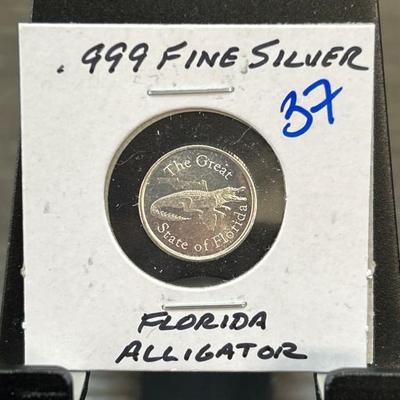 .999 FINE SILVER
37
The Great
State of Florida
FLORIDA
ALLIGATOR